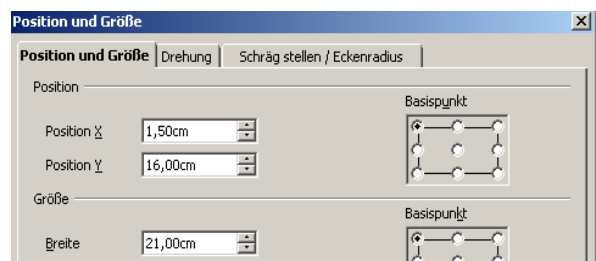 Position und Größe
Position und Größe Drehung Schräg stellen / Eckenradius
Position
Basispunkt
Position X 1,50cm
Position Y 16,00cm
Größe
Basispunkt
Breite 21,00cm